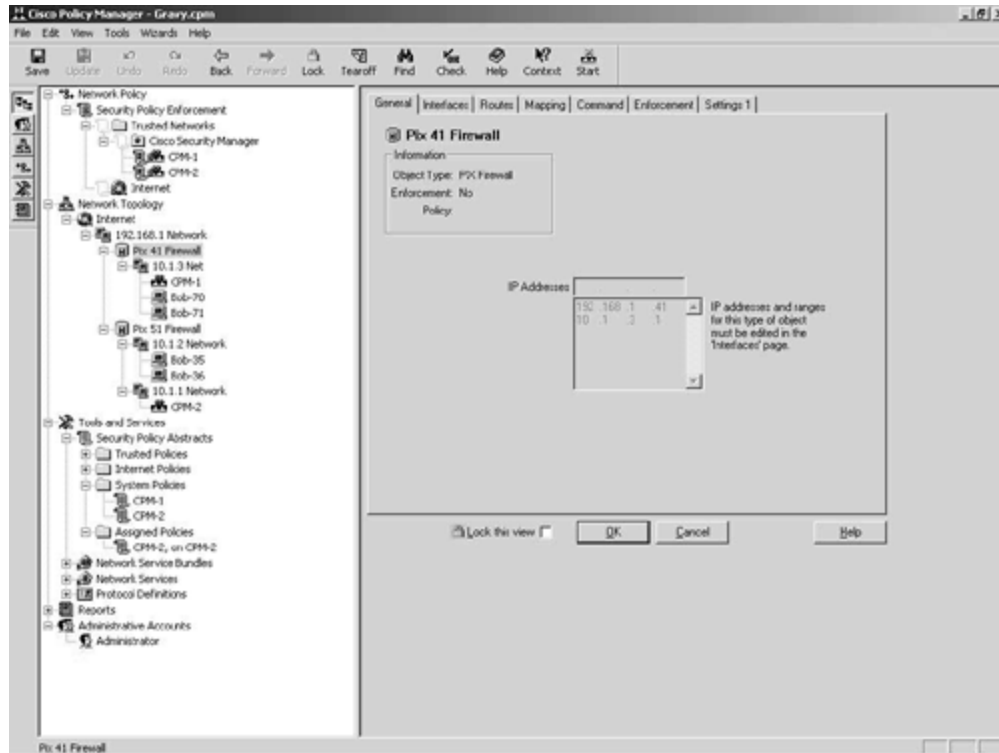 Cisco Policy Manager - Gravy.cpm
File Edit View Tools Wizards Help
Save Update Undo Redo Back Forward Lock Tearoff Find Check Help Context Start
Network Policy
Security Policy Enforcement
Trusted Networks
Cisco Security Manager
CPM-1
CPM-2
Internet
Network Topology
Internet
192.168.1 Network
Pix 41 Firewall
10.1.3 Net
CPM-1
Bob-70
Bob-71
Pix 51 Firewall
10.1.2 Network
Bob-35
Bob-36
10.1.1 Network
CPM-2
Tools and Services
Security Policy Abstracts
Trusted Policies
Internet Policies
System Policies
CPM-1
CPM-2
Assigned Policies
CPM-2, on CPM-2
Network Service Bundles
Network Services
Protocol Definitions
Reports
Administrative Accounts
Administrator
General Interfaces Routes Mapping Command Enforcement Settings 1
Pix 41 Firewall
Information
Object Type: PIX Firewall
Enforcement: No
Policy:
IP Addresses
192 .168 .1 .41
10 .1 .2 .1
IP addresses and ranges
for this type of object
must be edited in the
'Interfaces' page.
Lock this view OK Cancel Help
Pix 41 Firewall